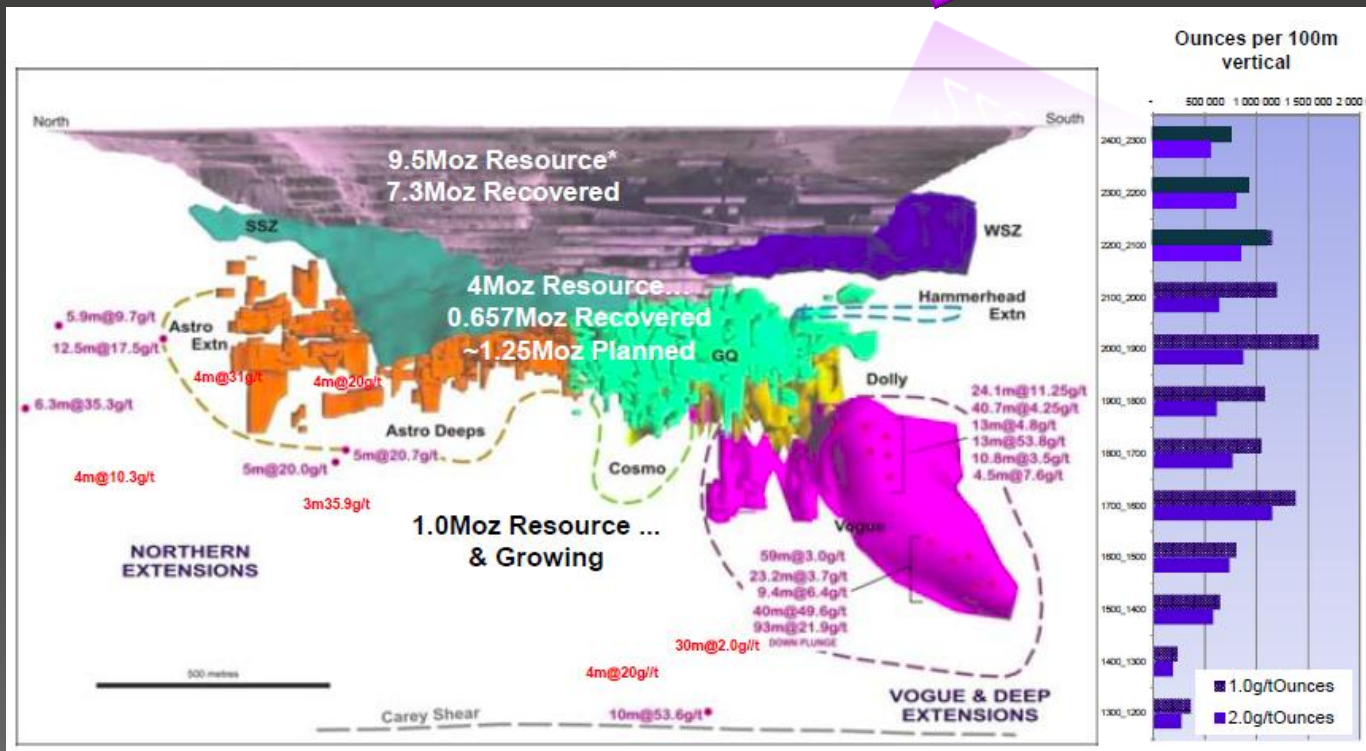 North
South
9.5Moz Resource*
7.3Moz Recovered
SSZ
WSZ
4Moz Resource...
0.657Moz Recovered
~1.25Moz Planned
Hammerhead
Extn
5.9m@9.7g/t
12.5m@17.5g/t
Astro
Extn
GQ
4m@31g/t
4m@20g/t
Dolly
6.3m@35.3g/t
24.1m@11.25g/t
40.7m@4.25g/t
13m@4.8g/t
13m@53.8g/t
10.8m@3.5g/t
4.5m@7.6g/t
Astro Deeps
5m@20.7g/t
5m@20.0g/t
Cosmo
4m@10.3g/t
3m35.9g/t
1.0Moz Resource ...
& Growing
Vogue
NORTHERN
EXTENSIONS
59m@3.0g/t
23.2m@3.7g/t
9.4m@6.4g/t
40m@49.6g/t
93m@21.9g/t
DOWN PLUNGE
30m@2.0g//t
4m@20g//t
500 metres
VOGUE & DEEP
EXTENSIONS
Carey Shear
10m@53.6g/t
Ounces per 100m
vertical
- 500 000 1 000 000 1 500 000 2 000
2400_2300
2300_2200
2200_2100
2100_2000
2000_1900
1900_1800
1800_1700
1700_1600
1600_1500
1500_1400
1400_1300
1300_1200
1.0g/tOunces
2.0g/tOunces